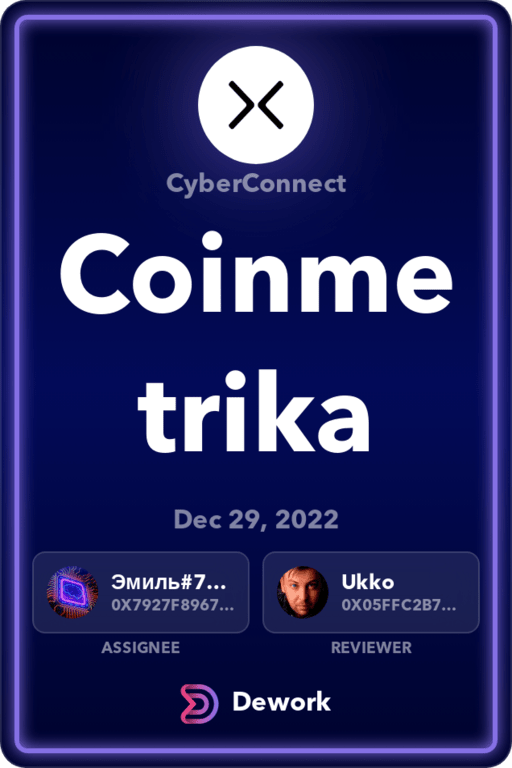 CyberConnect
Coinme
trika
Dec 29, 2022
Эмиль#7...
0X7927F8967...
Ukko
0X05FFC2B7...
ASSIGNEE
REVIEWER
Dework